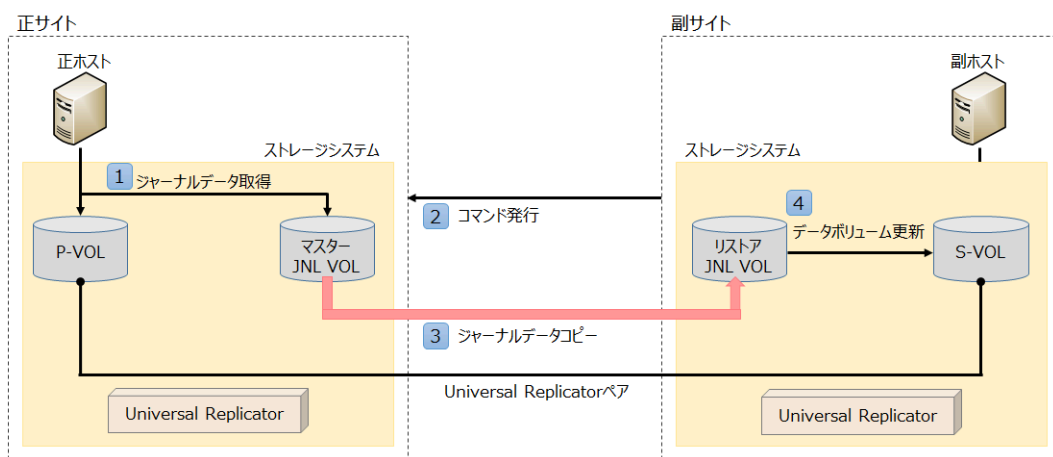 正サイト
副サイト
正ホスト
副ホスト
ストレージシステム
ストレージシステム
1 ジャーナルデータ取得
2 コマンド発行
4
データボリューム更新
P-VOL
マスター
JNL VOL
リストア
JNL VOL
S-VOL
3 ジャーナルデータコピー
Universal Replicatorペア
Universal Replicator
Universal Replicator